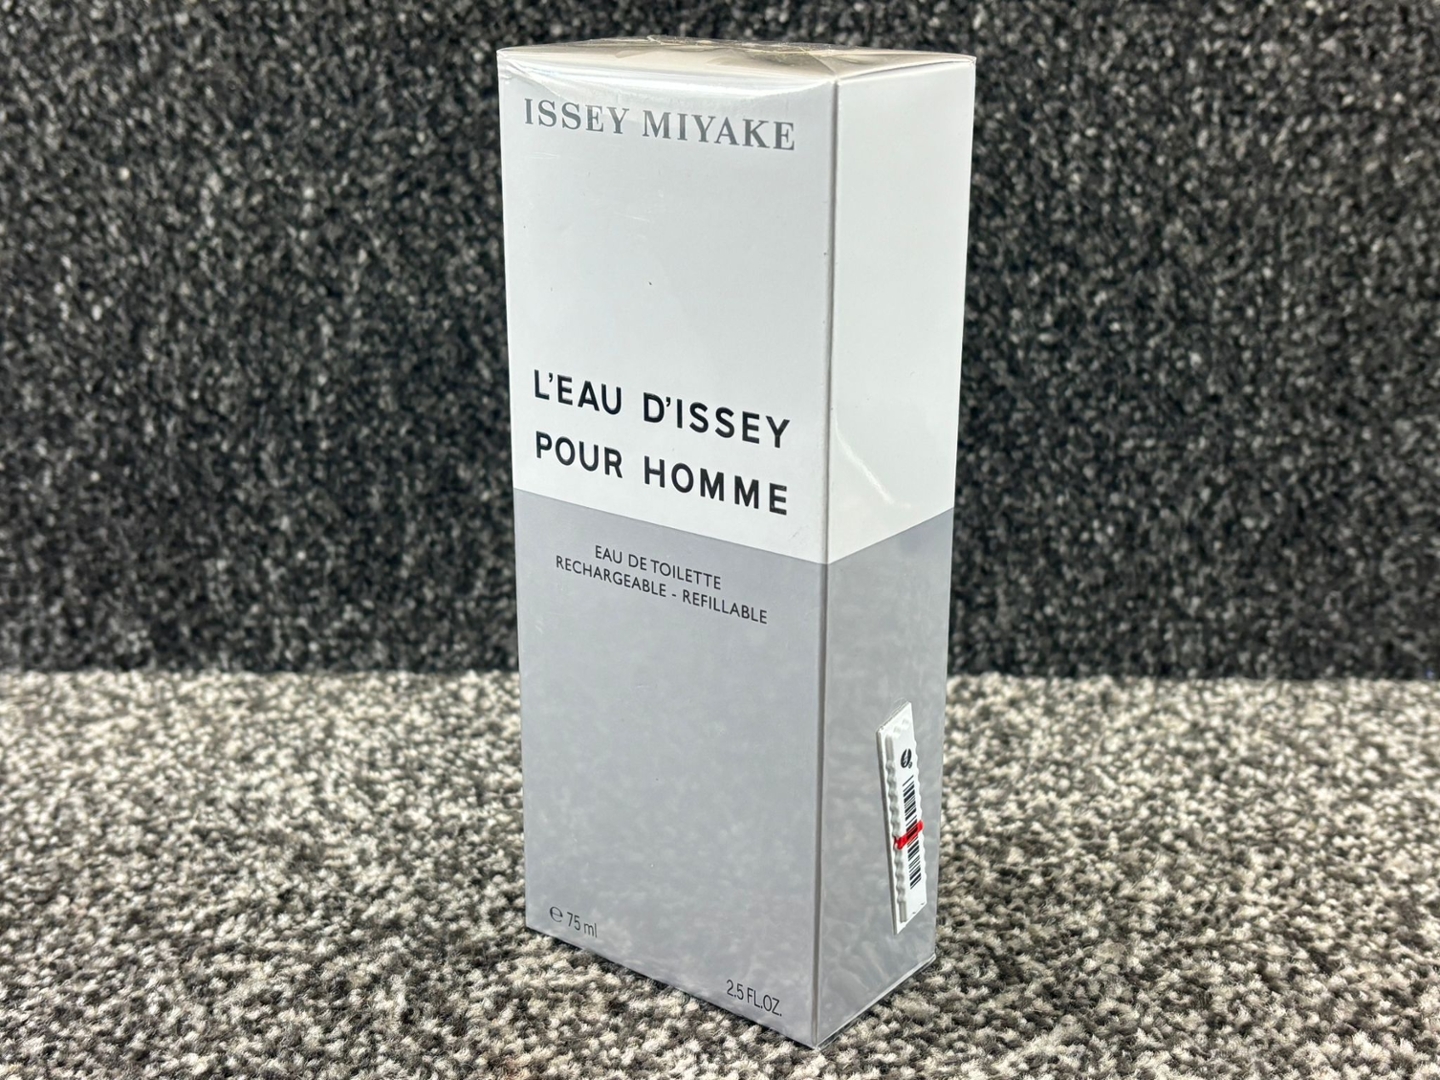 ISSEY MIYAKE
L'EAU D'ISSEY
POUR HOMME
EAU DE TOILETTE
RECHARGEABLE - REFILLABLE
℮ 75 ml
2.5 FL.OZ.